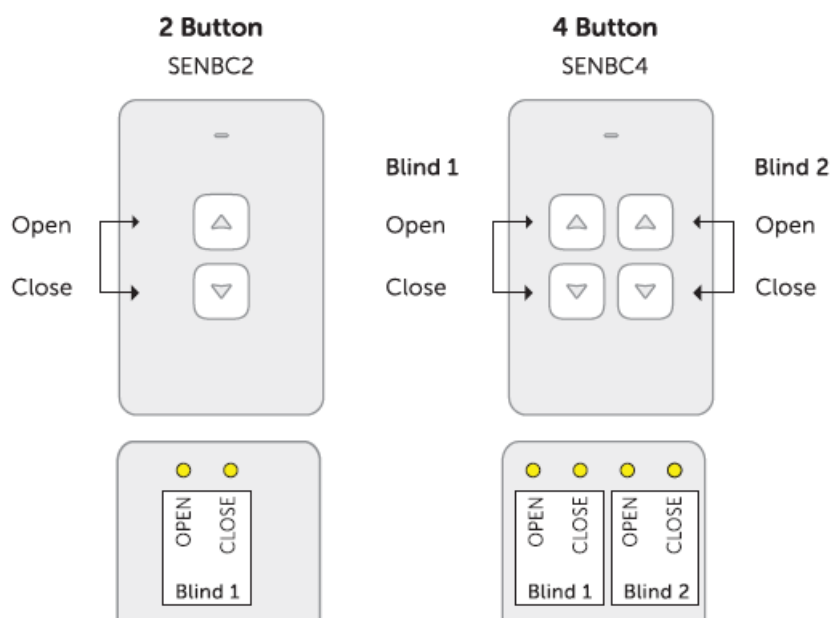 2 Button
SENBC2
Open
Close
OPEN
CLOSE
Blind 1
4 Button
SENBC4
Blind 1
Blind 2
Open
Open
Close
Close
OPEN
CLOSE
OPEN
CLOSE
Blind 1
Blind 2